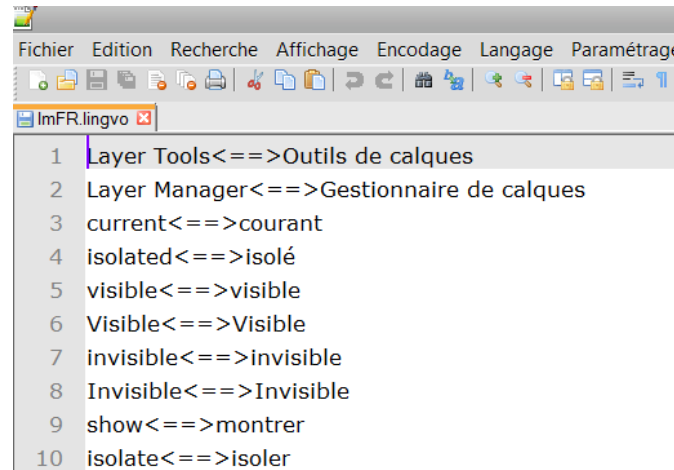 Fichier Edition Recherche Affichage Encodage Langage Paramétrage
lmFR.lingvo
1 Layer Tools<==>Outils de calques
2 Layer Manager<==>Gestionnaire de calques
3 current<==>courant
4 isolated<==>isolé
5 visible<==>visible
6 Visible<==>Visible
7 invisible<==>invisible
8 Invisible<==>Invisible
9 show<==>montrer
10 isolate<==>isoler